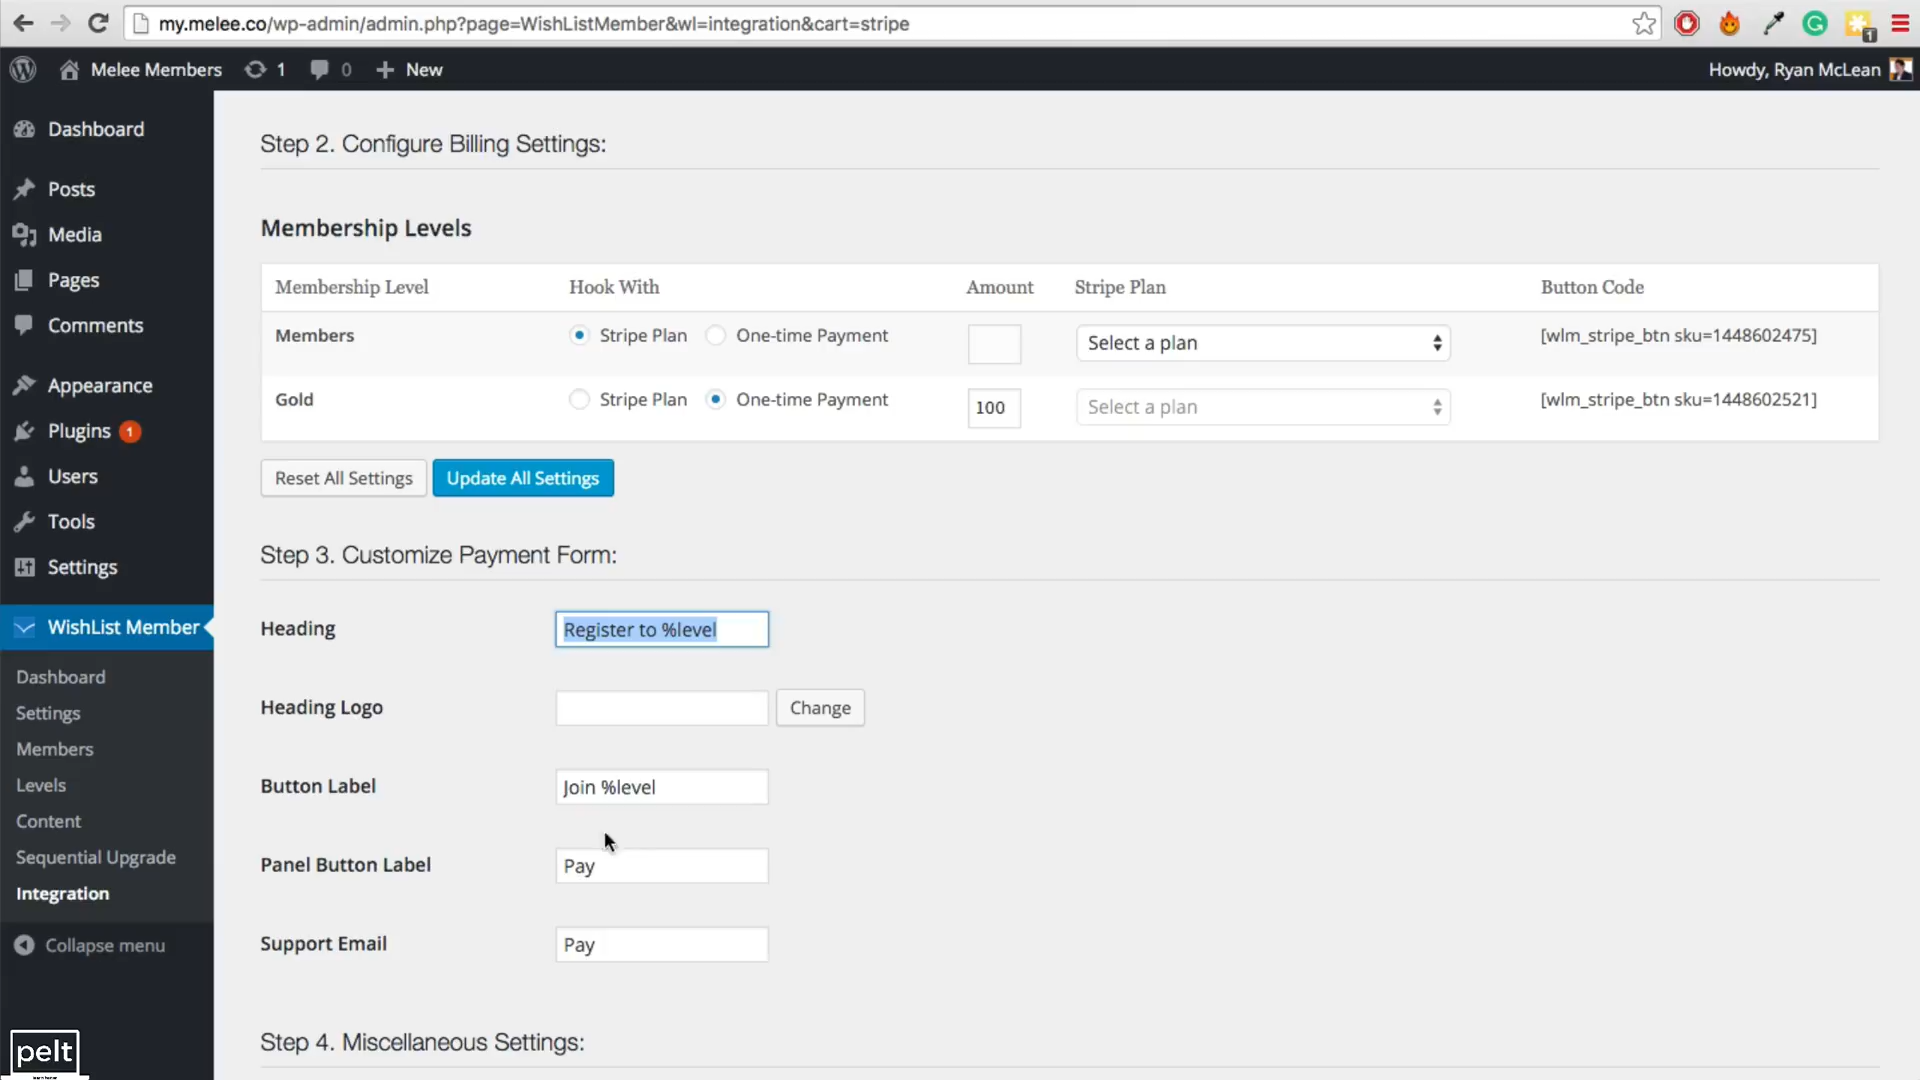 my.melee.co/wp-admin/admin.php?page=WishListMember&wl=integration&cart=stripe
1
Melee Members 1 0 New
Howdy, Ryan McLean
Dashboard
Posts
Media
Pages
Comments
Appearance
Plugins 1
Users
Tools
Settings
WishList Member
Dashboard
Settings
Members
Levels
Content
Sequential Upgrade
Integration
Collapse menu
pelt
Step 2. Configure Billing Settings:
Membership Levels
Membership Level Hook With Amount Stripe Plan Button Code
Members Stripe Plan One-time Payment Select a plan [wlm_stripe_btn sku=1448602475]
Gold Stripe Plan One-time Payment 100 Select a plan [wlm_stripe_btn sku=1448602521]
Reset All Settings Update All Settings
Step 3. Customize Payment Form:
Heading Register to %level
Heading Logo Change
Button Label Join %level
Panel Button Label Pay
Support Email Pay
Step 4. Miscellaneous Settings: